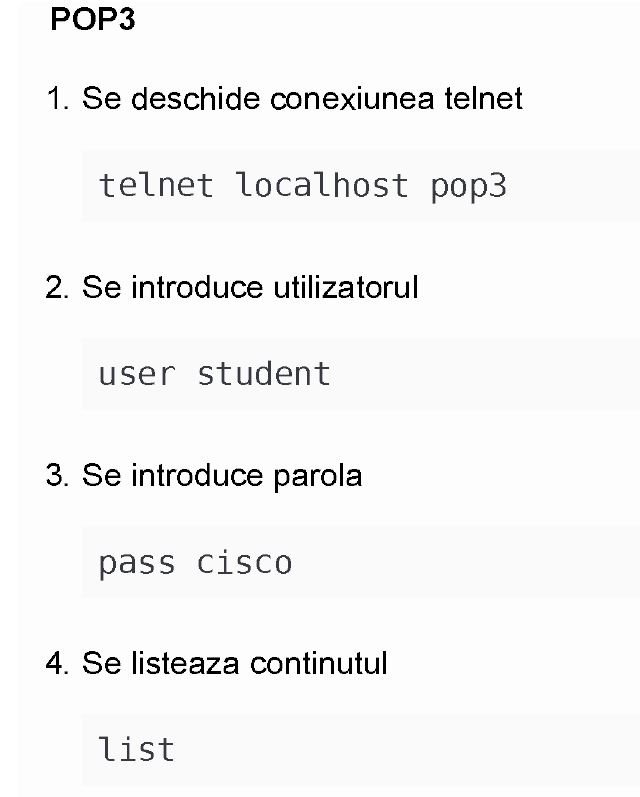 POP3
1. Se deschide conexiunea telnet
telnet localhost pop3
2. Se introduce utilizatorul
user student
3. Se introduce parola
pass cisco
4. Se listeaza continutul
list